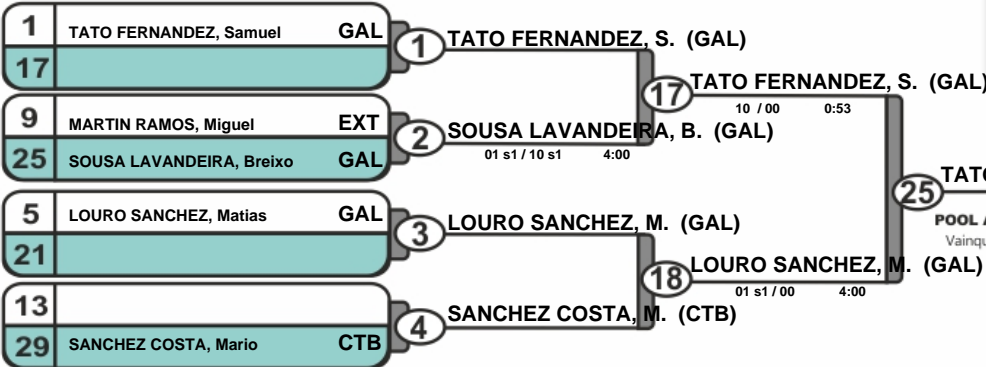 1 TATO FERNANDEZ, Samuel GAL
17
1 TATO FERNANDEZ, S. (GAL)
9 MARTIN RAMOS, Miguel EXT
25 SOUSA LAVANDEIRA, Breixo GAL
2 SOUSA LAVANDEIRA, B. (GAL)
01 s1 / 10 s1 4:00
17 TATO FERNANDEZ, S. (GAL)
10 / 00 0:53
5 LOURO SANCHEZ, Matias GAL
21
3 LOURO SANCHEZ, M. (GAL)
13
29 SANCHEZ COSTA, Mario CTB
4 SANCHEZ COSTA, M. (CTB)
18 LOURO SANCHEZ, M. (GAL)
01 s1 / 00 4:00
25 TATO
POOL A
Vainqu